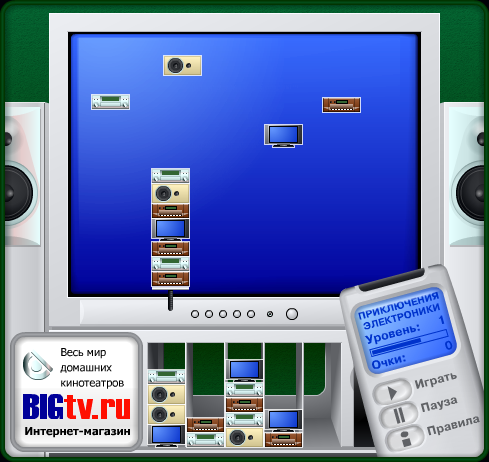 ПРИКЛЮЧЕНИЯ
ЭЛЕКТРОНИКИ
Уровень: 1
Очки: 0
Играть
Пауза
Правила
Весь мир
домашних
кинотеатров
BIGtv.ru
Интернет-магазин